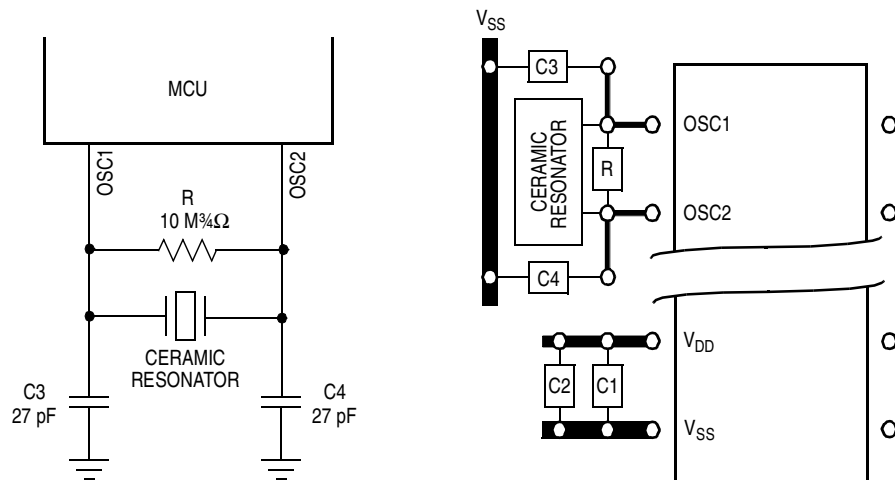 MCU
OSC1
OSC2
R
10 M¾Ω
CERAMIC
RESONATOR
C3
27 pF
C4
27 pF
VSS
C3
CERAMIC
RESONATOR
R
C4
OSC1
OSC2
VDD
C2
C1
VSS